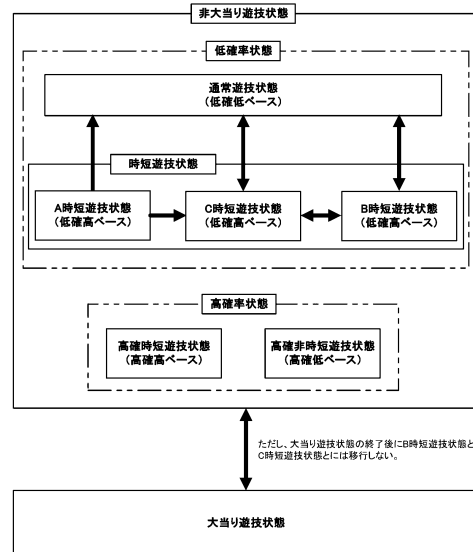 非大当り遊技状態
低確率状態
通常遊技状態
(低確低ベース)
時短遊技状態
A時短遊技状態
(低確高ベース)
C時短遊技状態
(低確高ベース)
B時短遊技状態
(低確高ベース)
高確率状態
高確時短遊技状態
(高確高ベース)
高確非時短遊技状態
(高確低ベース)
ただし、大当り遊技状態の終了後にB時短遊技状態と
C時短遊技状態とには移行しない。
大当り遊技状態